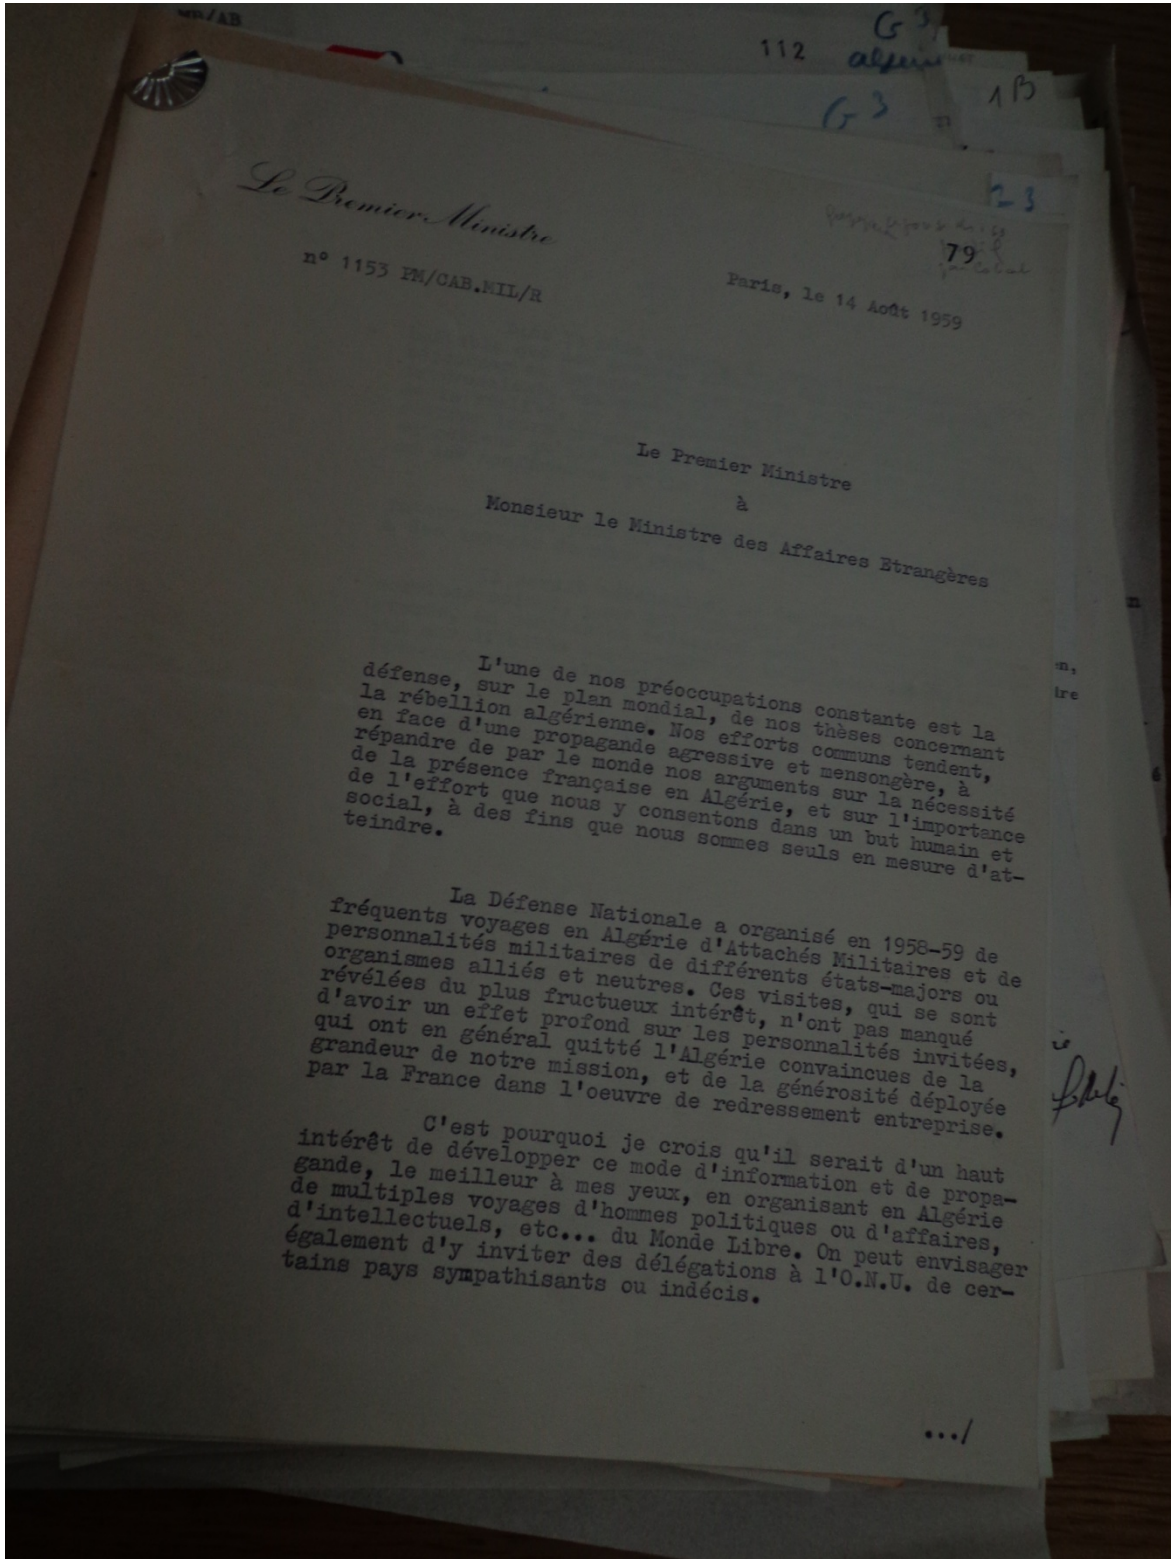 MP/AB
G 3
112
algérie
1 B
G 3
2 3
Le Premier Ministre
79
n° 1153 PM/CAB.MIL/R
Paris, le 14 Août 1959
Le Premier Ministre
à
Monsieur le Ministre des Affaires Etrangères
L'une de nos préoccupations constante est la
défense, sur le plan mondial, de nos thèses concernant
la rébellion algérienne. Nos efforts communs tendent,
en face d'une propagande agressive et mensongère, à
répandre de par le monde nos arguments sur la nécessité
de la présence française en Algérie, et sur l'importance
de l'effort que nous y consentons dans un but humain et
social, à des fins que nous sommes seuls en mesure d'at-
teindre.
La Défense Nationale a organisé en 1958-59 de
fréquents voyages en Algérie d'Attachés Militaires et de
personnalités militaires de différents états-majors ou
organismes alliés et neutres. Ces visites, qui se sont
révélées du plus fructueux intérêt, n'ont pas manqué
d'avoir un effet profond sur les personnalités invitées,
qui ont en général quitté l'Algérie convaincues de la
grandeur de notre mission, et de la générosité déployée
par la France dans l'oeuvre de redressement entreprise.
C'est pourquoi je crois qu'il serait d'un haut
intérêt de développer ce mode d'information et de propa-
gande, le meilleur à mes yeux, en organisant en Algérie
de multiples voyages d'hommes politiques ou d'affaires,
d'intellectuels, etc... du Monde Libre. On peut envisager
également d'y inviter des délégations à l'O.N.U. de cer-
tains pays sympathisants ou indécis.
.../